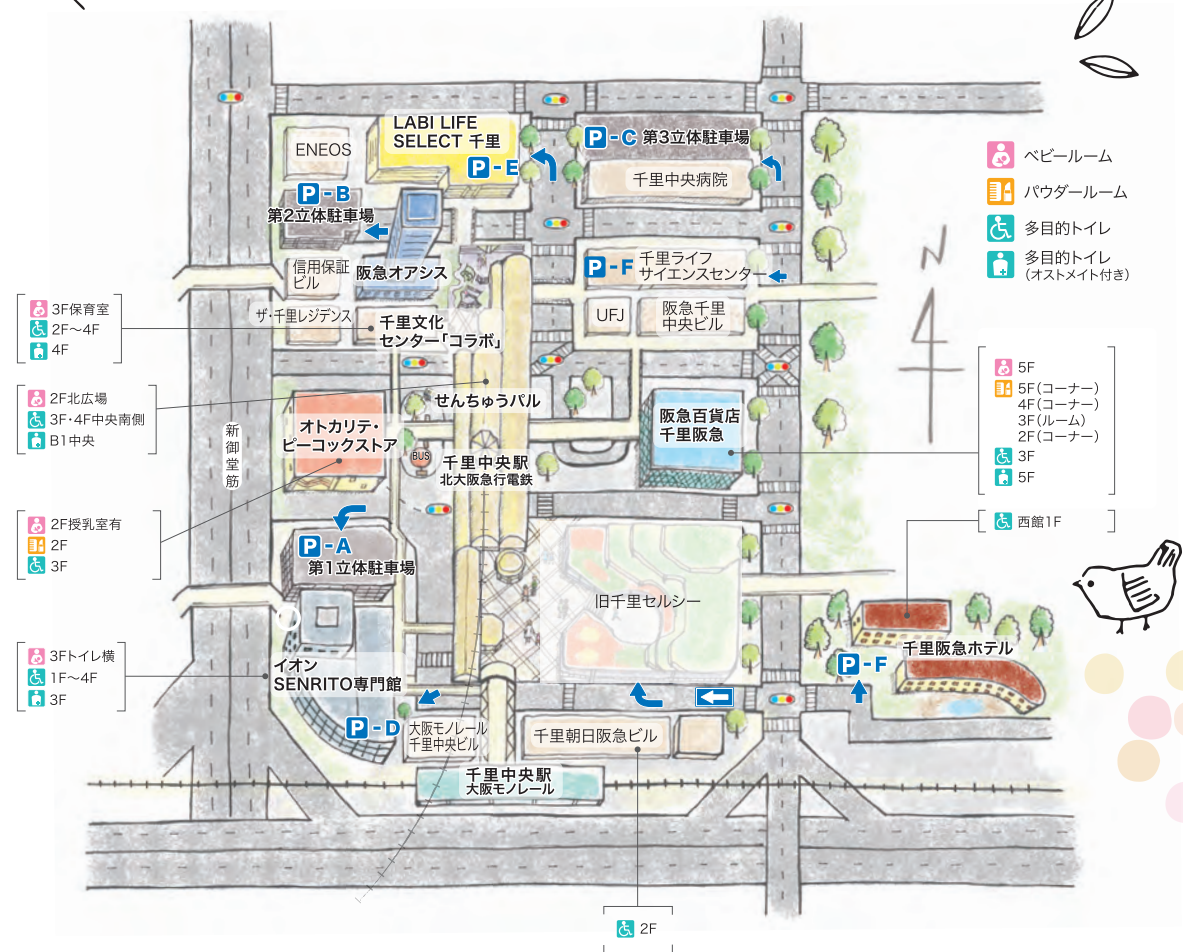 LABI LIFE
SELECT 千里
P-E
ENEOS
P-B
第2立体駐車場
P-C 第3立体駐車場
千里中央病院
信用保証
ビル
阪急オアシス
P-F
千里ライフ
サイエンスセンター
UFJ
阪急千里
中央ビル
ザ・千里レジデンス
千里文化
センター「コラボ」
せんちゅうパル
オトカリテ・
ピーコックストア
BUS
千里中央駅
北大阪急行電鉄
阪急百貨店
千里阪急
新御堂筋
P-A
第1立体駐車場
旧千里セルシー
イオン
SENRITO専門館
P-D
大阪モノレール
千里中央ビル
千里朝日阪急ビル
千里中央駅
大阪モノレール
千里阪急ホテル
P-F
N
ベビールーム
パウダールーム
多目的トイレ
多目的トイレ
(オストメイト付き)
3F保育室
2F〜4F
4F
2F北広場
3F・4F中央南側
B1中央
2F授乳室有
2F
3F
3Fトイレ横
1F〜4F
3F
5F
5F(コーナー)
4F(コーナー)
3F(ルーム)
2F(コーナー)
3F
5F
西館1F
2F